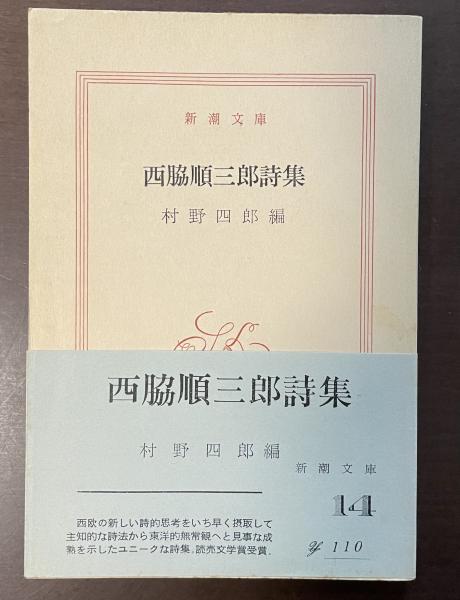 新潮文庫
西脇順三郎詩集
村野四郎編
西脇順三郎詩集
村野四郎編
新潮文庫
14
西欧の新しい詩的思考をいち早く摂取して
主知的な詩法から東洋的無常観へと見事な成
熟を示したユニークな詩集。読売文学賞受賞.
110